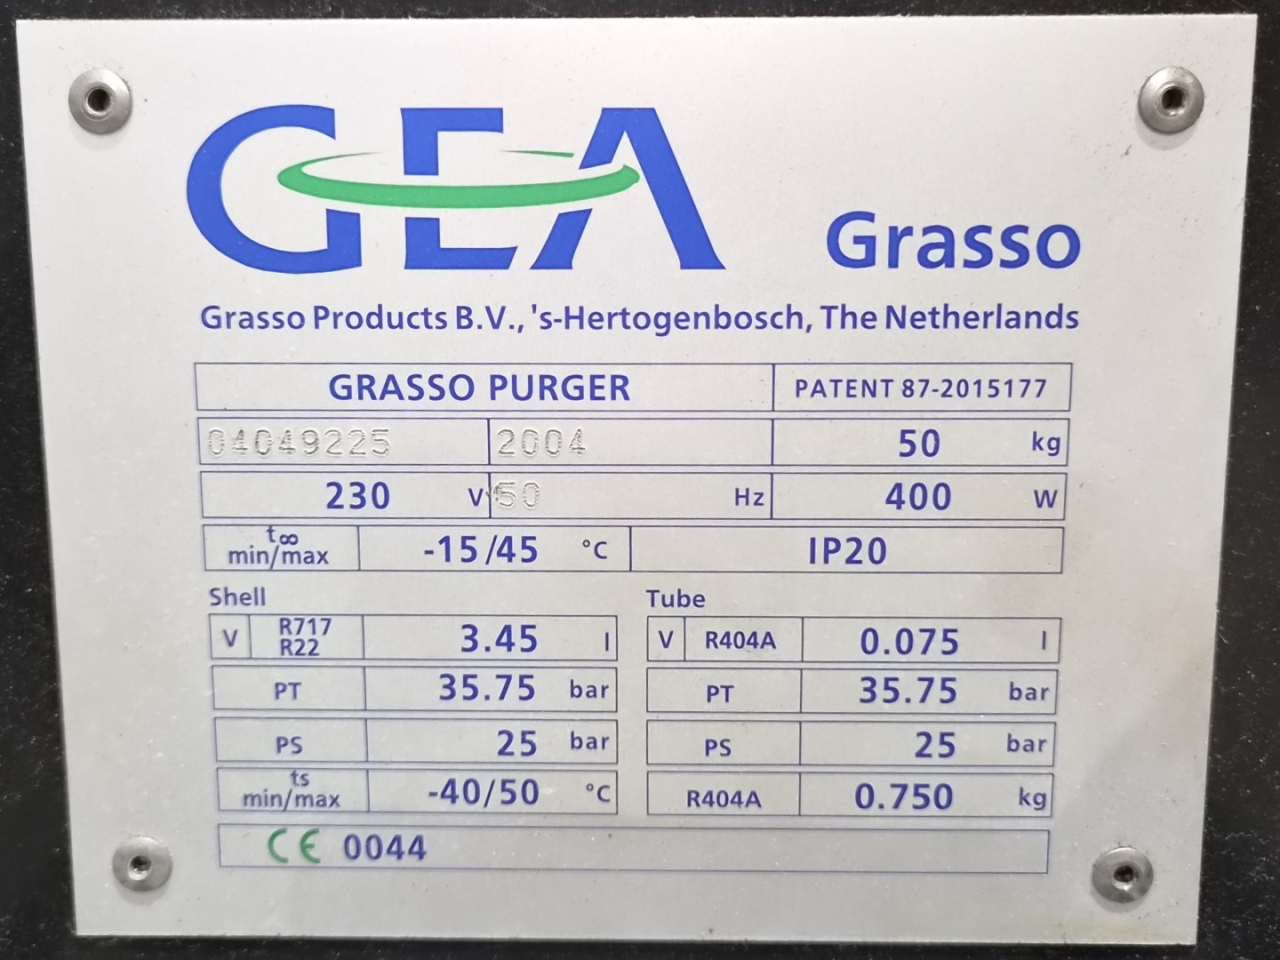 GEA Grasso
Grasso Products B.V., 's-Hertogenbosch, The Netherlands
GRASSO PURGER PATENT 87-2015177
04049225 2004 50 kg
230 V 50 Hz 400 W
t∞ min/max -15/45 °C IP20
Shell Tube
V R717 R22 3.45 l V R404A 0.075 l
PT 35.75 bar PT 35.75 bar
PS 25 bar PS 25 bar
ts min/max -40/50 °C R404A 0.750 kg
CE 0044